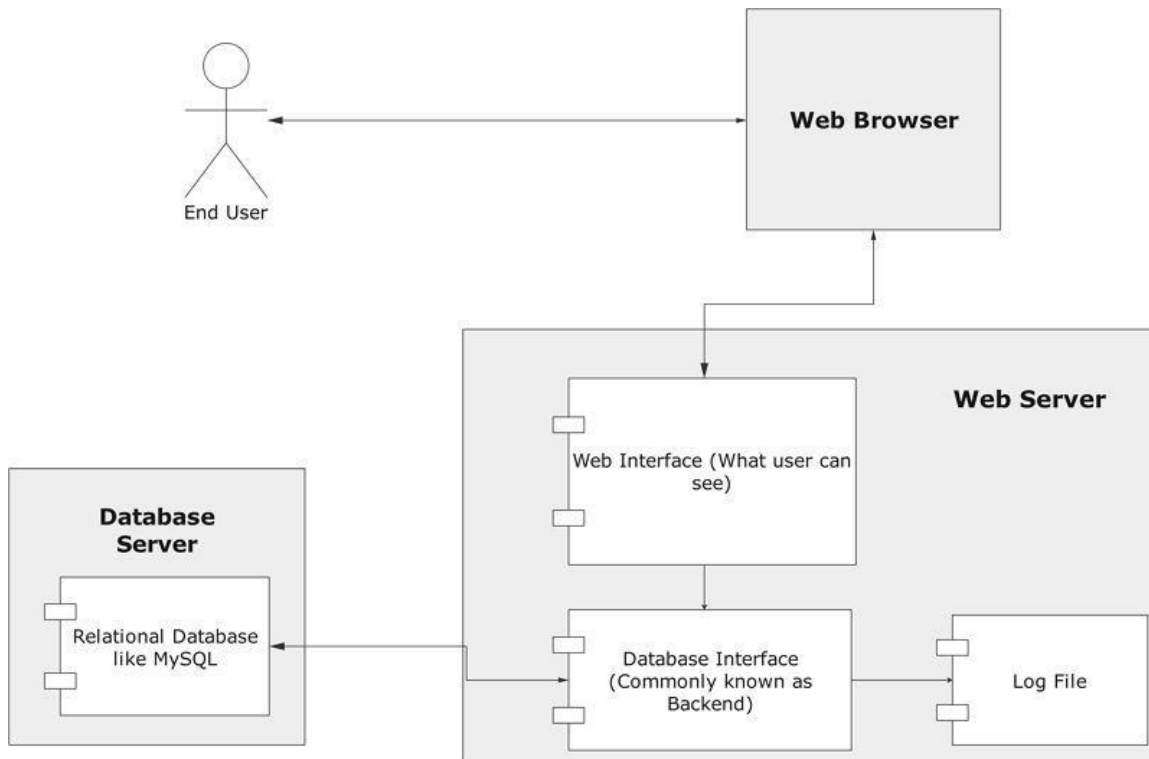 Web Browser
End User
Web Server
Web Interface (What user can
see)
Database
Server
Relational Database
like MySQL
Database Interface
(Commonly known as
Backend)
Log File